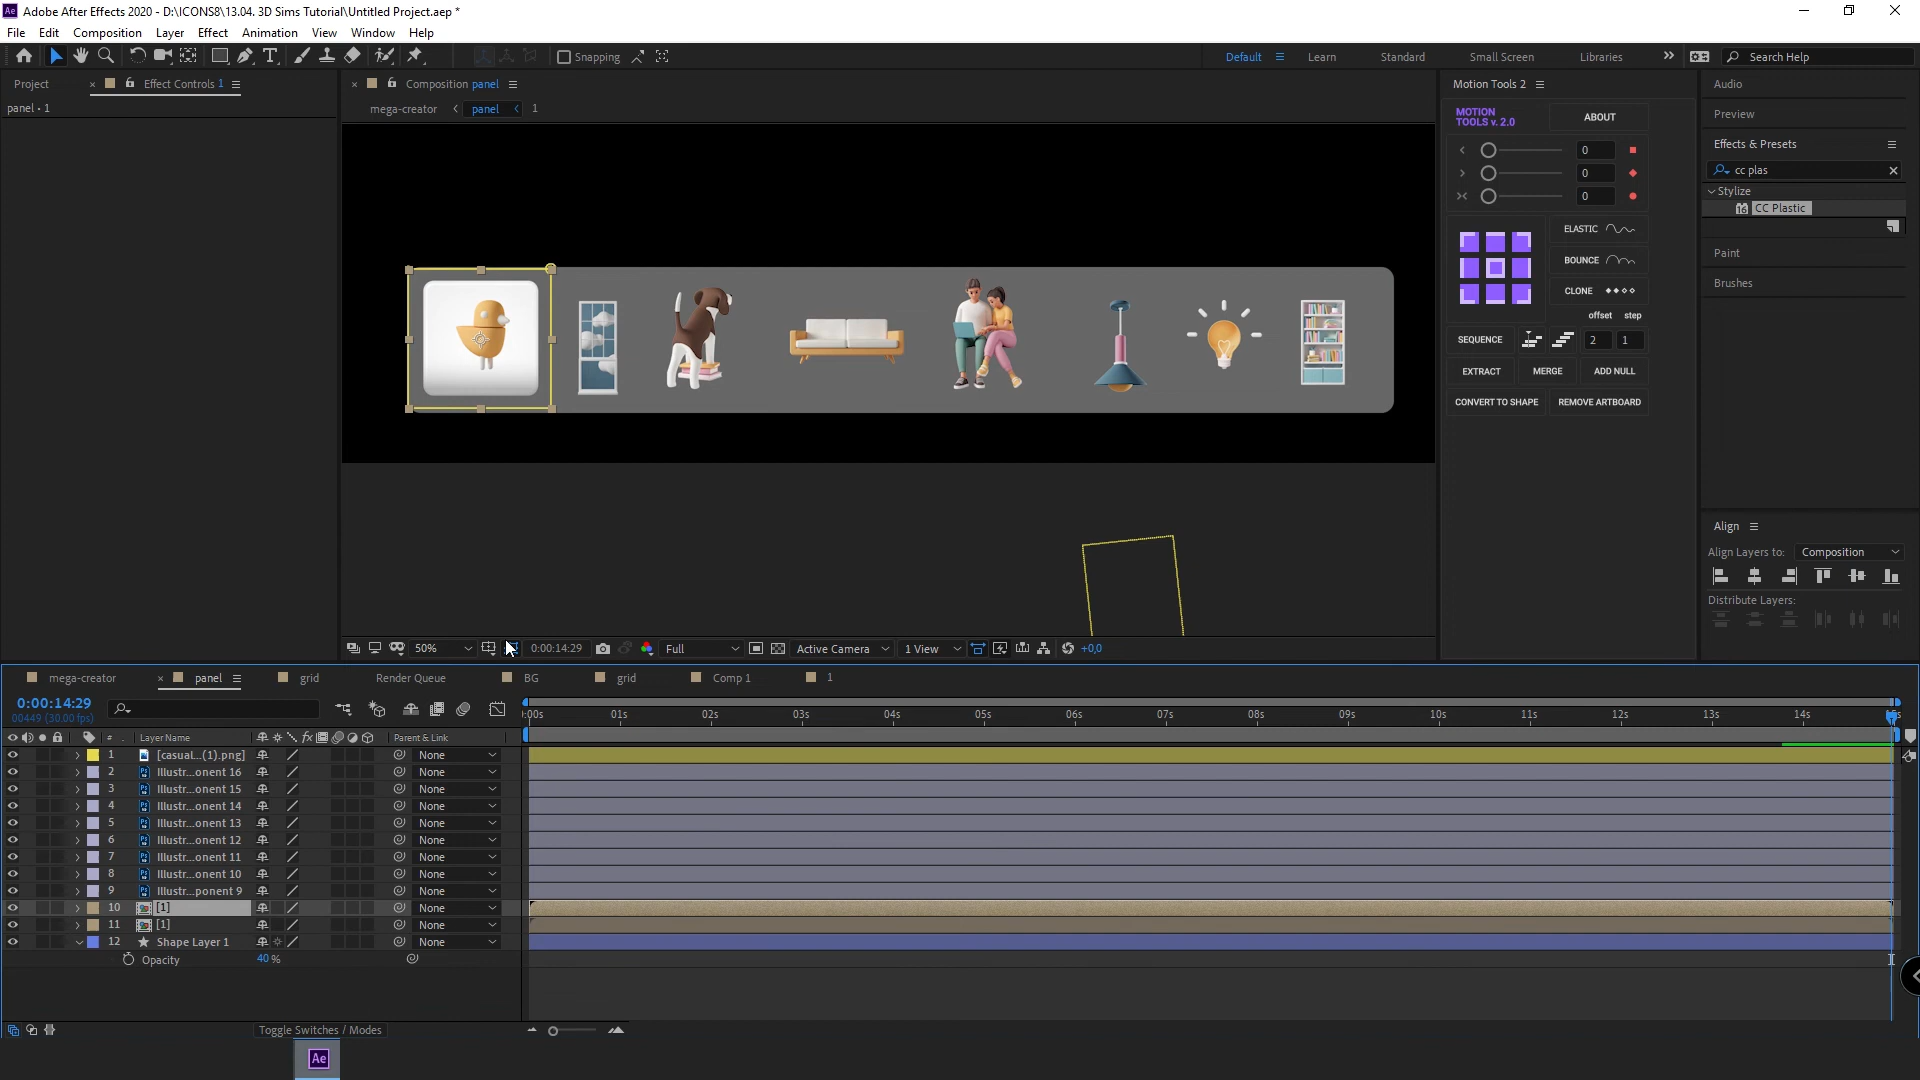 Adobe After Effects 2020 - D:\ICONS8\13.04. 3D Sims Tutorial\Untitled Project.aep *
File Edit Composition Layer Effect Animation View Window Help
Snapping
Default Learn Standard Small Screen Libraries Search Help
Project Effect Controls 1
panel • 1
Composition panel
mega-creator panel 1
Motion Tools 2
MOTION TOOLS v. 2.0 ABOUT
0
0
0
ELASTIC
BOUNCE
CLONE
offset step
SEQUENCE 2 1
EXTRACT MERGE ADD NULL
CONVERT TO SHAPE REMOVE ARTBOARD
Audio
Preview
Effects & Presets
cc plas
Stylize
16 CC Plastic
Paint
Brushes
Align
Align Layers to: Composition
Distribute Layers:
50% 0:00:14:29 Full Active Camera 1 View +0,0
mega-creator panel grid Render Queue BG grid Comp 1 1
0:00:14:29
00449 (30.00 fps)
:00s 01s 02s 03s 04s 05s 06s 07s 08s 09s 10s 11s 12s 13s 14s
# Layer Name fx Parent & Link
1 [casual...(1).png] None
2 Illustr...onent 16 None
3 Illustr...onent 15 None
4 Illustr...onent 14 None
5 Illustr...onent 13 None
6 Illustr...onent 12 None
7 Illustr...onent 11 None
8 Illustr...onent 10 None
9 Illustr...ponent 9 None
10 [1] None
11 [1] None
12 Shape Layer 1 None
Opacity 40 %
Toggle Switches / Modes
Ae